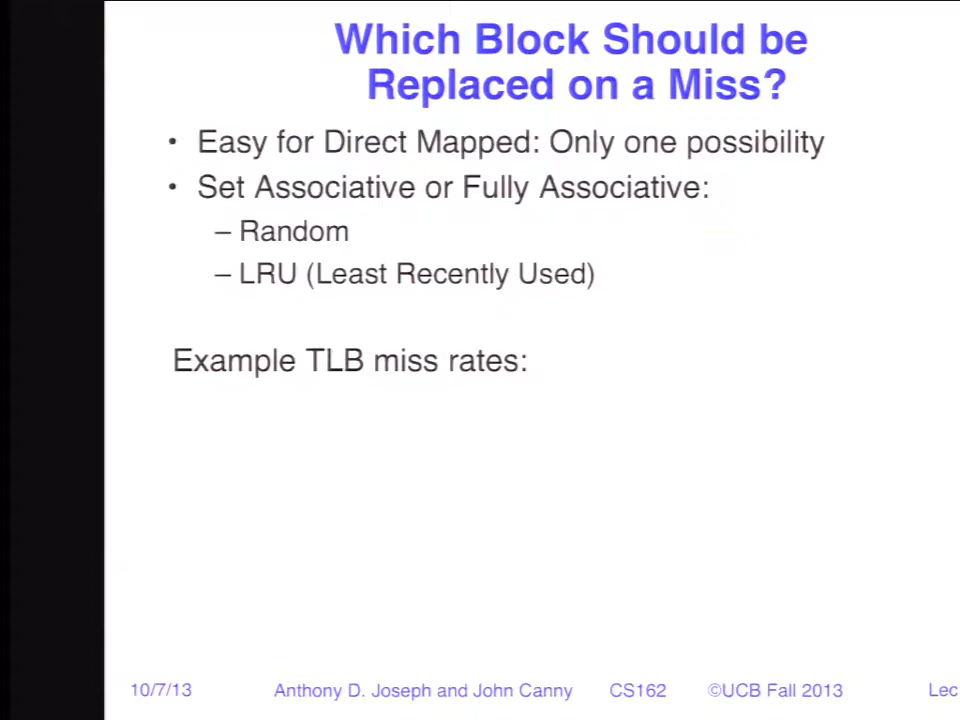 Which Block Should be
Replaced on a Miss?
• Easy for Direct Mapped: Only one possibility
• Set Associative or Fully Associative:
– Random
– LRU (Least Recently Used)
Example TLB miss rates:
10/7/13 Anthony D. Joseph and John Canny CS162 ©UCB Fall 2013 Lec